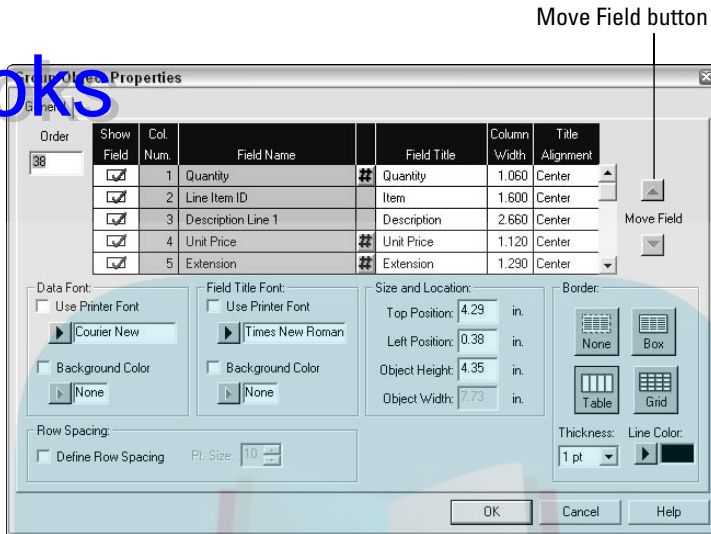 Move Field button
ooks
Group Object Properties
General
Order
38
Show Field
Col. Num.
Field Name
Field Title
Column Width
Title Alignment
1 Quantity # Quantity 1.060 Center
2 Line Item ID Item 1.600 Center
3 Description Line 1 Description 2.660 Center
4 Unit Price # Unit Price 1.120 Center
5 Extension # Extension 1.290 Center
Move Field
Data Font:
Use Printer Font
Courier New
Background Color
None
Field Title Font:
Use Printer Font
Times New Roman
Background Color
None
Size and Location:
Top Position: 4.29 in.
Left Position: 0.38 in.
Object Height: 4.35 in.
Object Width: 7.73 in.
Border:
None
Box
Table
Grid
Thickness: Line Color:
1 pt
Row Spacing:
Define Row Spacing Pt. Size: 10
OK Cancel Help